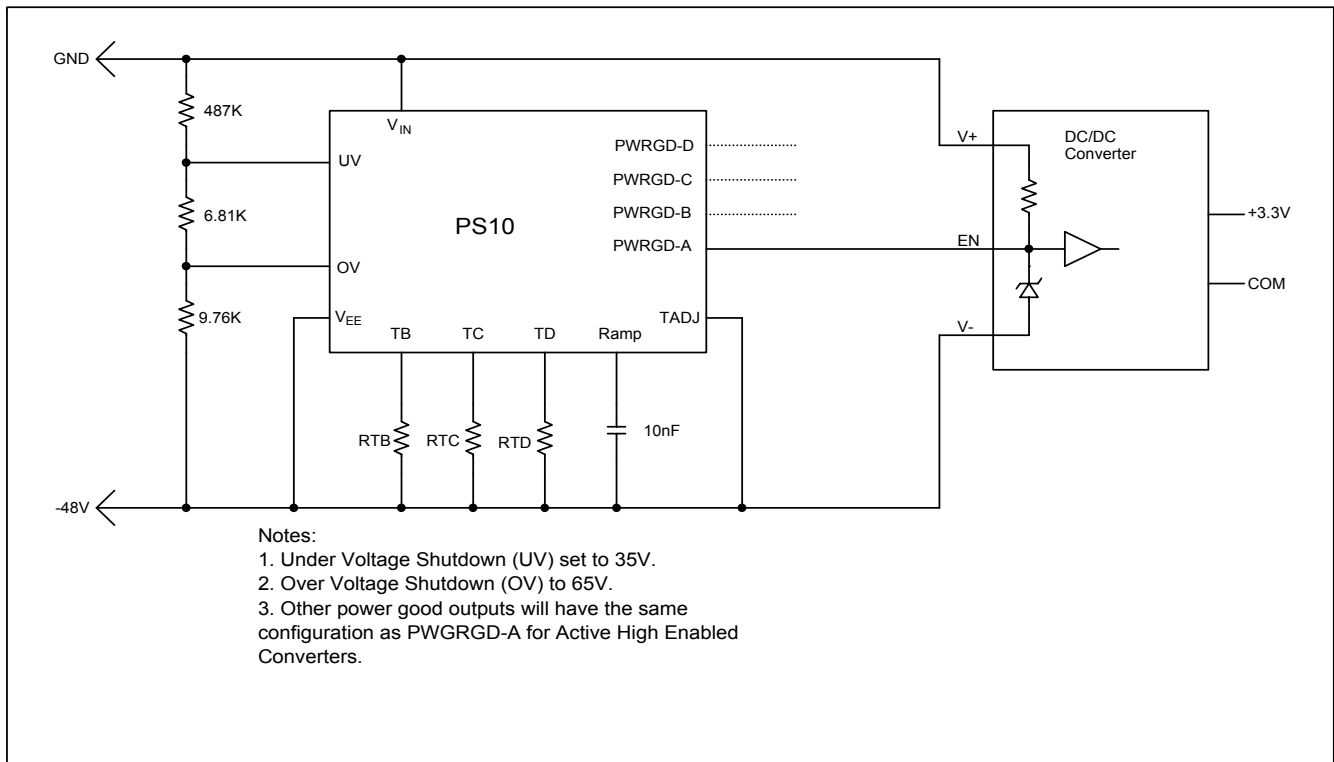 GND
487K
VIN
UV
PWRGD-D
PWRGD-C
PWRGD-B
PWRGD-A
PS10
6.81K
OV
9.76K
VEE
TB
TC
TD
Ramp
TADJ
V+
DC/DC
Converter
EN
V-
+3.3V
COM
RTB
RTC
RTD
10nF
-48V
Notes:
1. Under Voltage Shutdown (UV) set to 35V.
2. Over Voltage Shutdown (OV) to 65V.
3. Other power good outputs will have the same
configuration as PWGRGD-A for Active High Enabled
Converters.